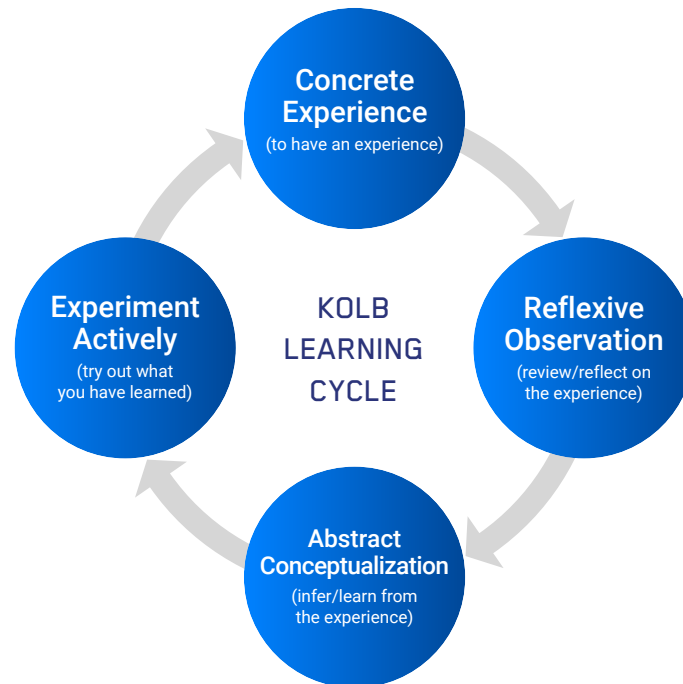 Concrete
Experience
(to have an experience)
Reflexive
Observation
(review/reflect on
the experience)
Abstract
Conceptualization
(infer/learn from
the experience)
Experiment
Actively
(try out what
you have learned)
KOLB
LEARNING
CYCLE